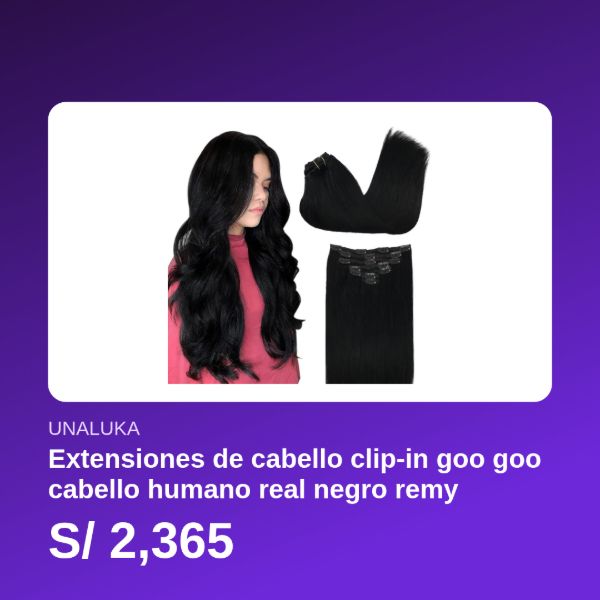 UNALUKA
Extensiones de cabello clip-in goo goo
cabello humano real negro remy
S/ 2,365